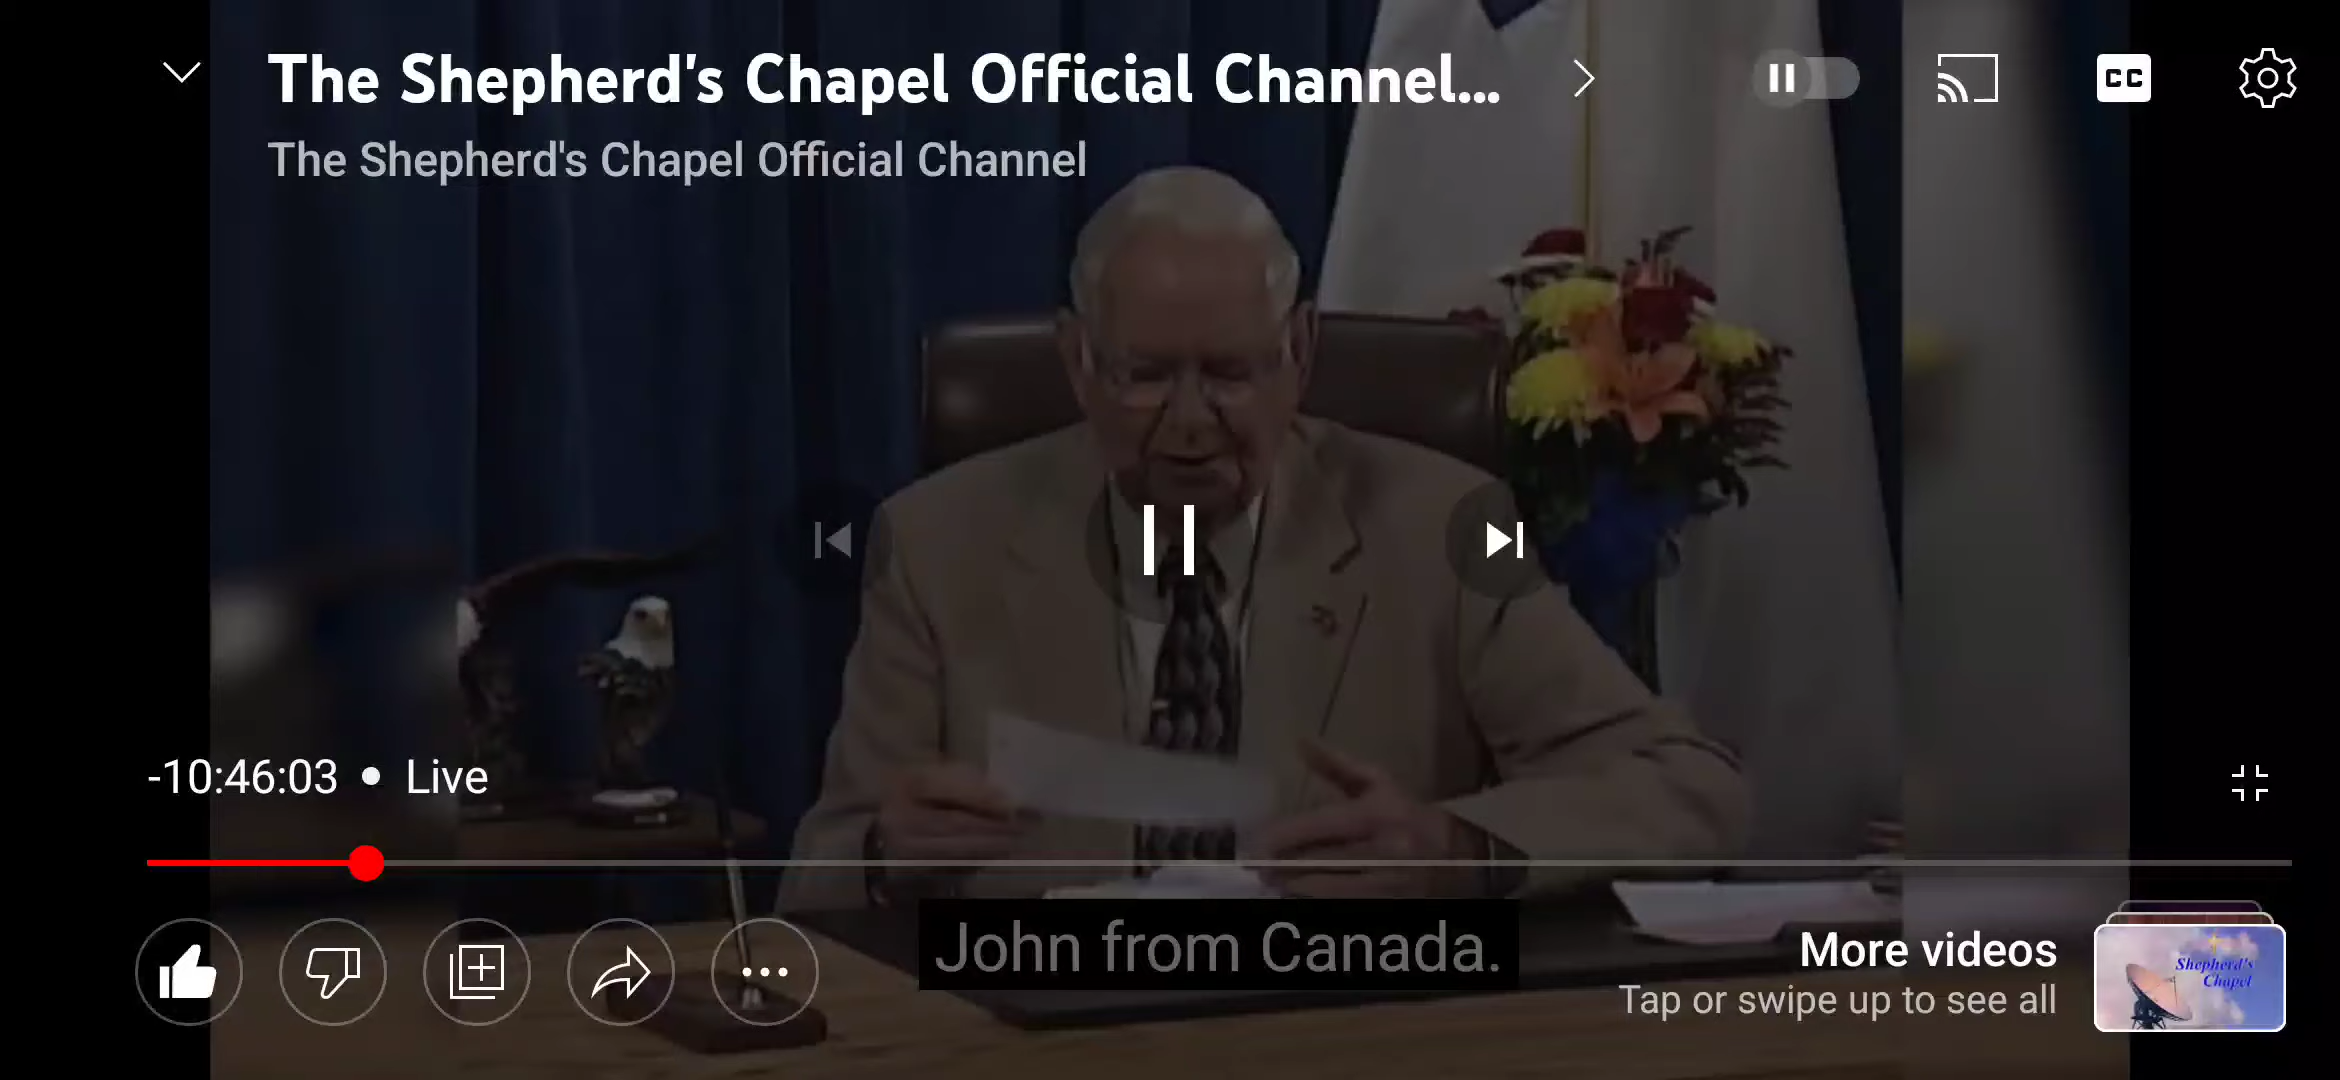 The Shepherd's Chapel Official Channel...
The Shepherd's Chapel Official Channel
CC
-10:46:03 • Live
John from Canada.
More videos
Tap or swipe up to see all
Shepherd's
Chapel